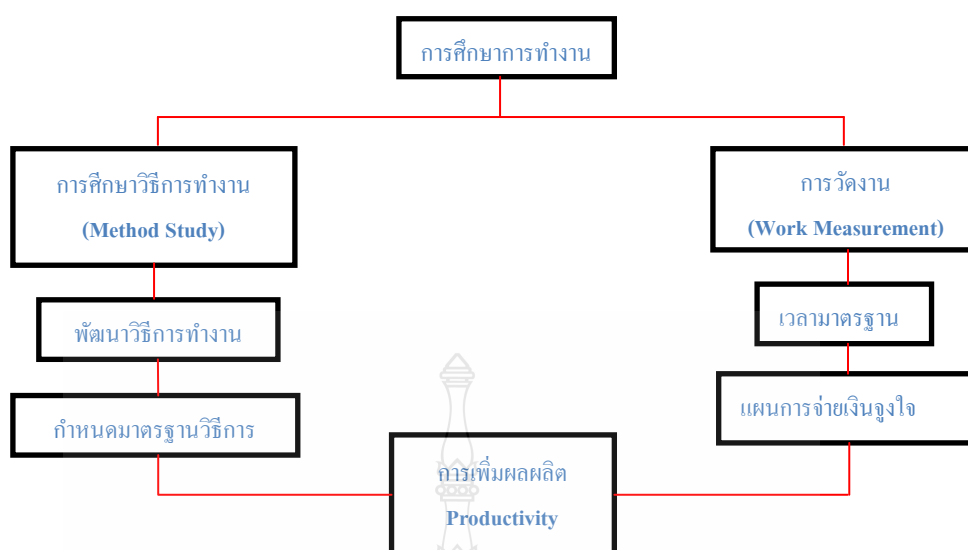 การศึกษาการทำงาน
การศึกษาวิธีการทำงาน
(Method Study)
การวัดงาน
(Work Measurement)
พัฒนาวิธีการทำงาน
เวลามาตรฐาน
กำหนดมาตรฐานวิธีการ
แผนการจ่ายเงินจูงใจ
การเพิ่มผลผลิต
Productivity